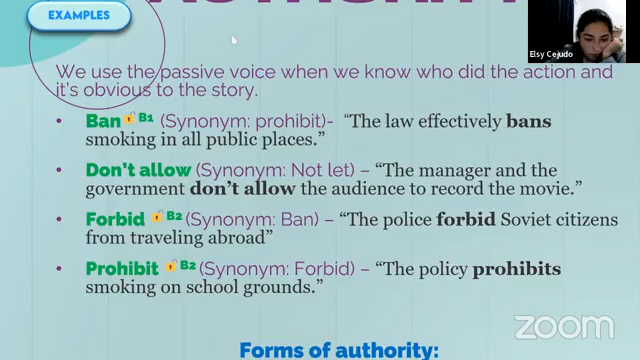 EXAMPLES
Elsy Cejudo
We use the passive voice when we know who did the action and
it's obvious to the story.
• Ban B1 (Synonym: prohibit)- "The law effectively bans
smoking in all public places."
• Don't allow (Synonym: Not let) – "The manager and the
government don't allow the audience to record the movie."
• Forbid B2 (Synonym: Ban) – "The police forbid Soviet citizens
from traveling abroad"
• Prohibit B2 (Synonym: Forbid) – "The policy prohibits
smoking on school grounds."
zoom
Forms of authority: